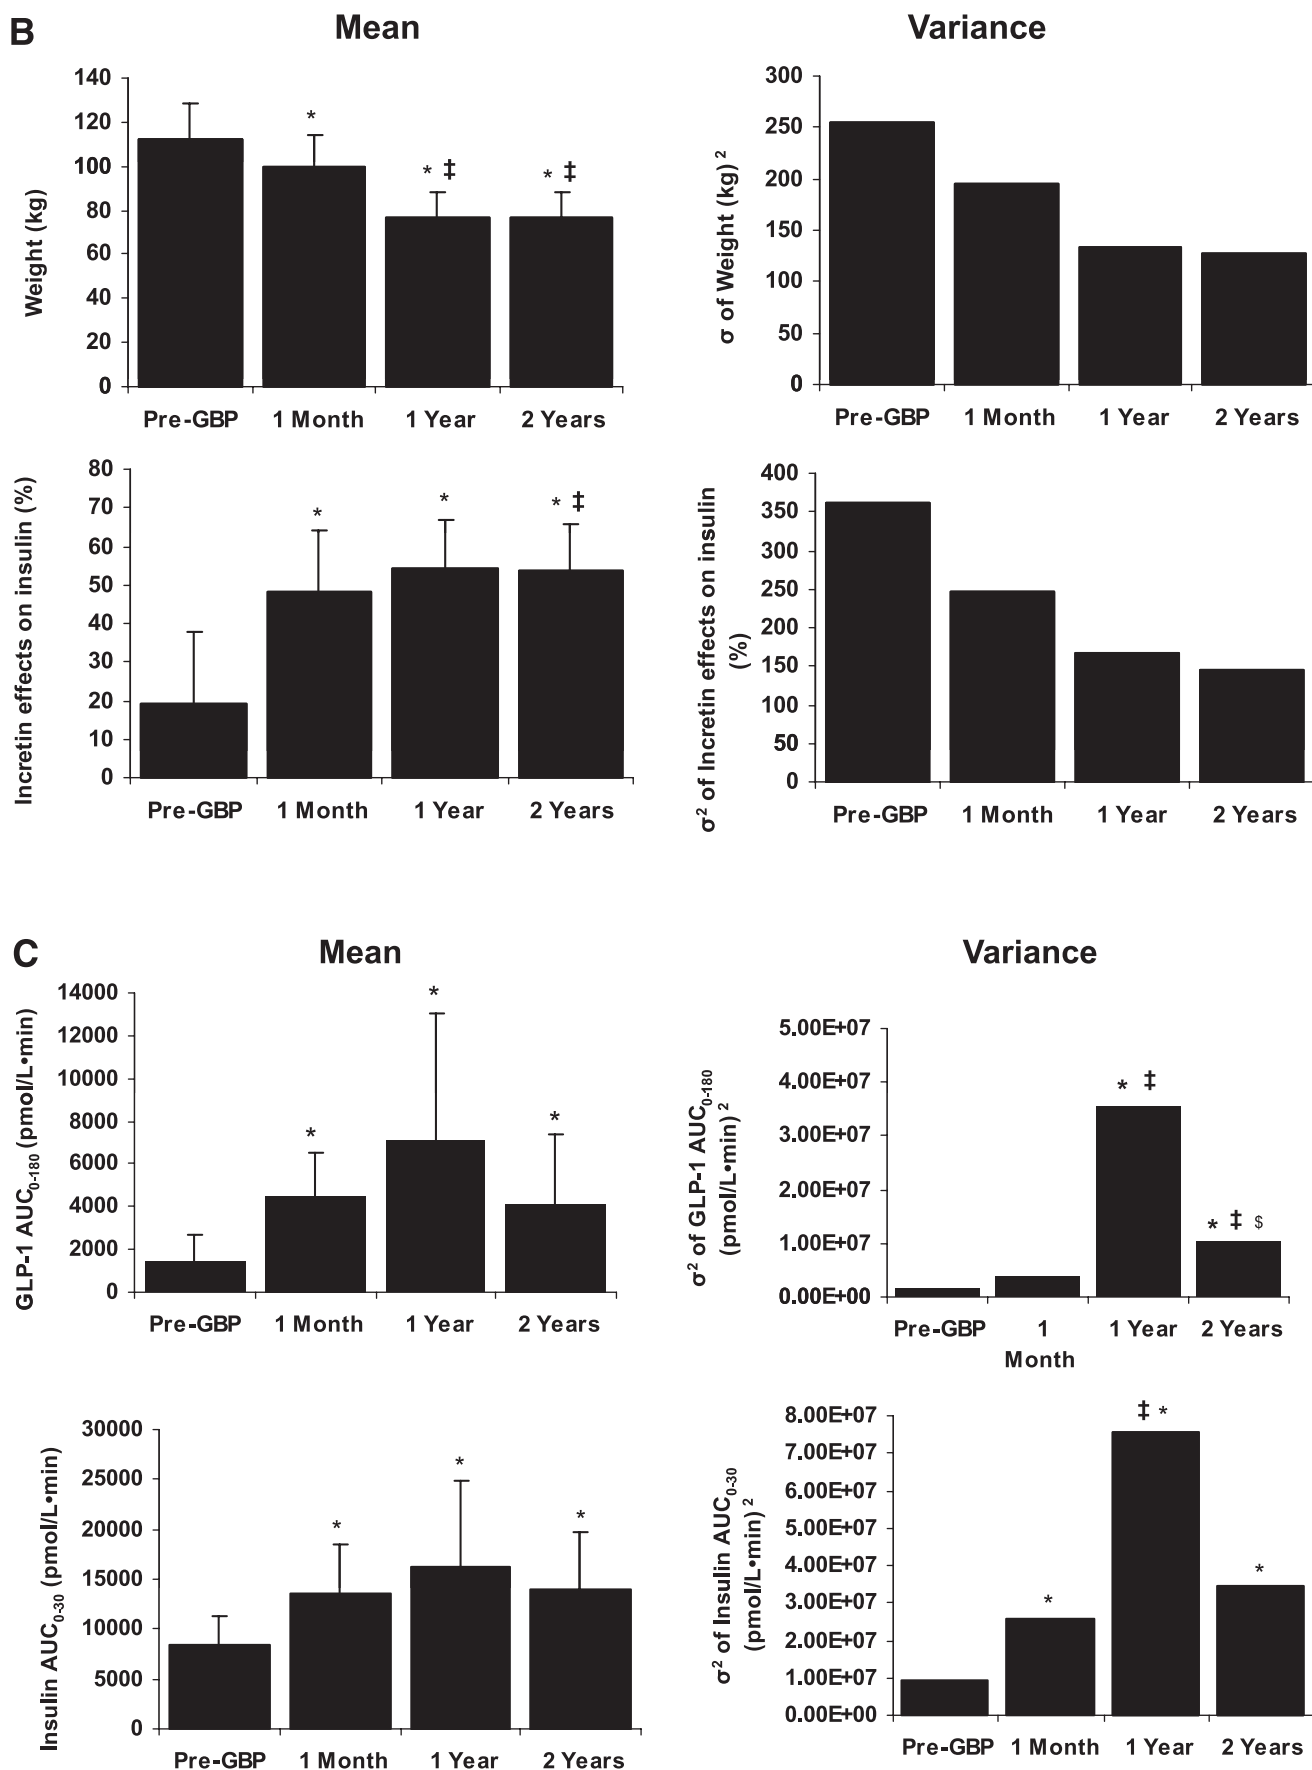 B
Mean
Variance
Weight (kg)
140
120
100
80
60
40
20
0
*
* ‡
* ‡
Pre-GBP 1 Month 1 Year 2 Years
σ of Weight (kg) 2
300
250
200
150
100
50
0
Pre-GBP 1 Month 1 Year 2 Years
Incretin effects on insulin (%)
80
70
60
50
40
30
20
10
0
*
*
* ‡
Pre-GBP 1 Month 1 Year 2 Years
σ2 of Incretin effects on insulin
(%)
400
350
300
250
200
150
100
50
0
Pre-GBP 1 Month 1 Year 2 Years
C
Mean
Variance
GLP-1 AUC0-180 (pmol/L•min)
14000
12000
10000
8000
6000
4000
2000
0
*
*
*
Pre-GBP 1 Month 1 Year 2 Years
σ2 of GLP-1 AUC0-180
(pmol/L•min) 2
5.00E+07
4.00E+07
3.00E+07
2.00E+07
1.00E+07
0.00E+00
* ‡
* ‡ $
Pre-GBP 1 1 Year 2 Years
Month
Insulin AUC0-30 (pmol/L•min)
30000
25000
20000
15000
10000
5000
0
*
*
*
Pre-GBP 1 Month 1 Year 2 Years
σ2 of Insulin AUC0-30
(pmol/L•min) 2
8.00E+07
7.00E+07
6.00E+07
5.00E+07
4.00E+07
3.00E+07
2.00E+07
1.00E+07
0.00E+00
*
‡ *
*
Pre-GBP 1 Month 1 Year 2 Years